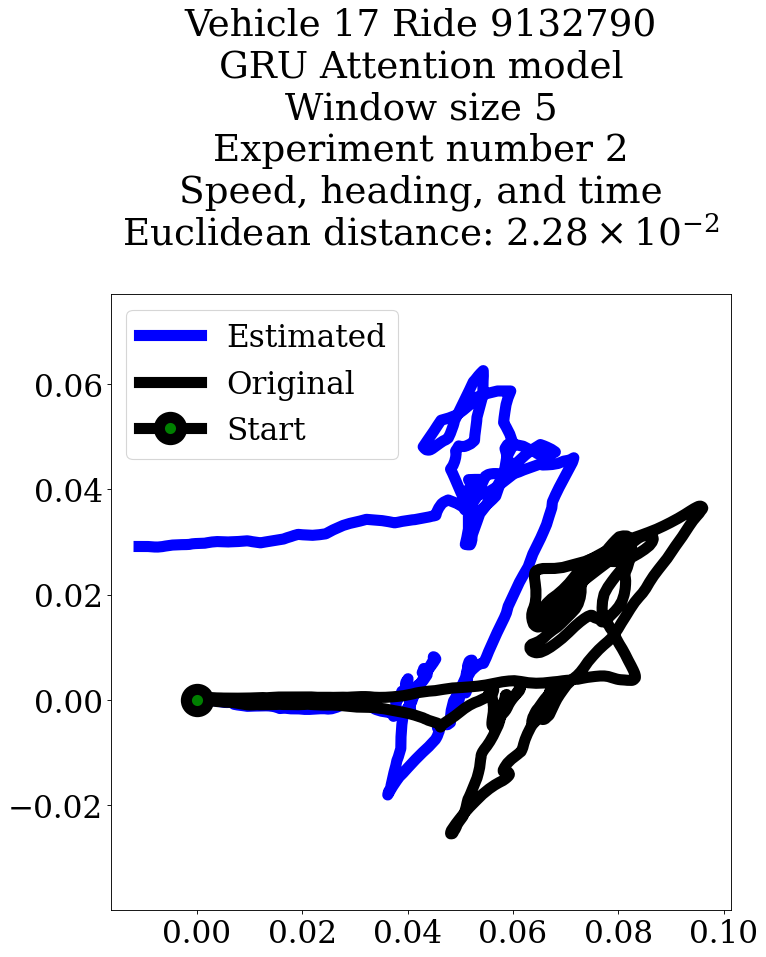 Vehicle 17 Ride 9132790
GRU Attention model
Window size 5
Experiment number 2
Speed, heading, and time
Euclidean distance: 2.28 × 10⁻²
Estimated
Original
Start
0.06
0.04
0.02
0.00
−0.02
0.00 0.02 0.04 0.06 0.08 0.10